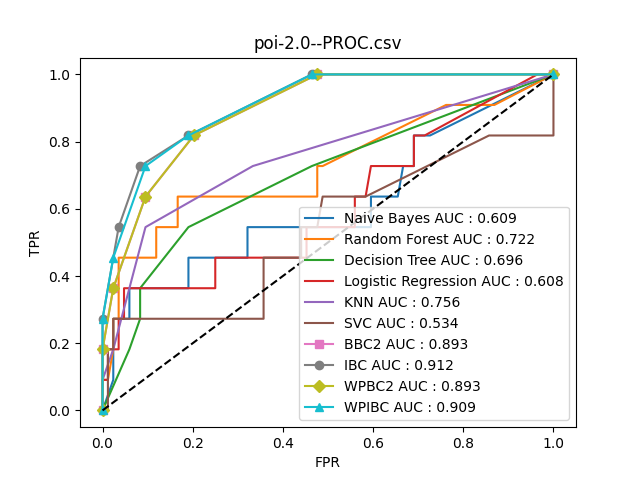 poi-2.0--PROC.csv
1.0
0.8
0.6
0.4
0.2
0.0
TPR
Naive Bayes AUC : 0.609
Random Forest AUC : 0.722
Decision Tree AUC : 0.696
Logistic Regression AUC : 0.608
KNN AUC : 0.756
SVC AUC : 0.534
BBC2 AUC : 0.893
IBC AUC : 0.912
WPBC2 AUC : 0.893
WPIBC AUC : 0.909
0.0 0.2 0.4 0.6 0.8 1.0
FPR